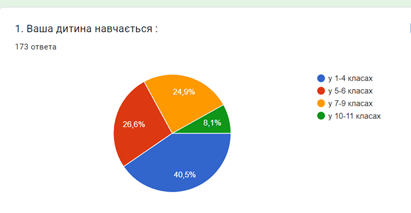 1. Ваша дитина навчається :
173 ответа
у 1-4 класах
у 5-6 класах
у 7-9 класах
у 10-11 класах
24,9%
8,1%
26,6%
40,5%